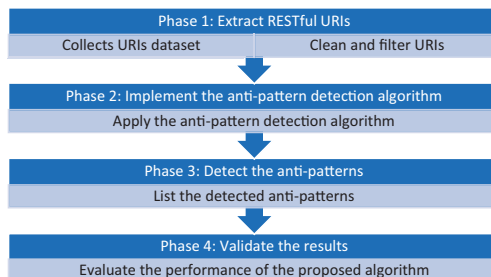 Phase 1: Extract RESTful URIs
Collects URIs dataset
Clean and filter URIs
Phase 2: Implement the anti-pattern detection algorithm
Apply the anti-pattern detection algorithm
Phase 3: Detect the anti-patterns
List the detected anti-patterns
Phase 4: Validate the results
Evaluate the performance of the proposed algorithm